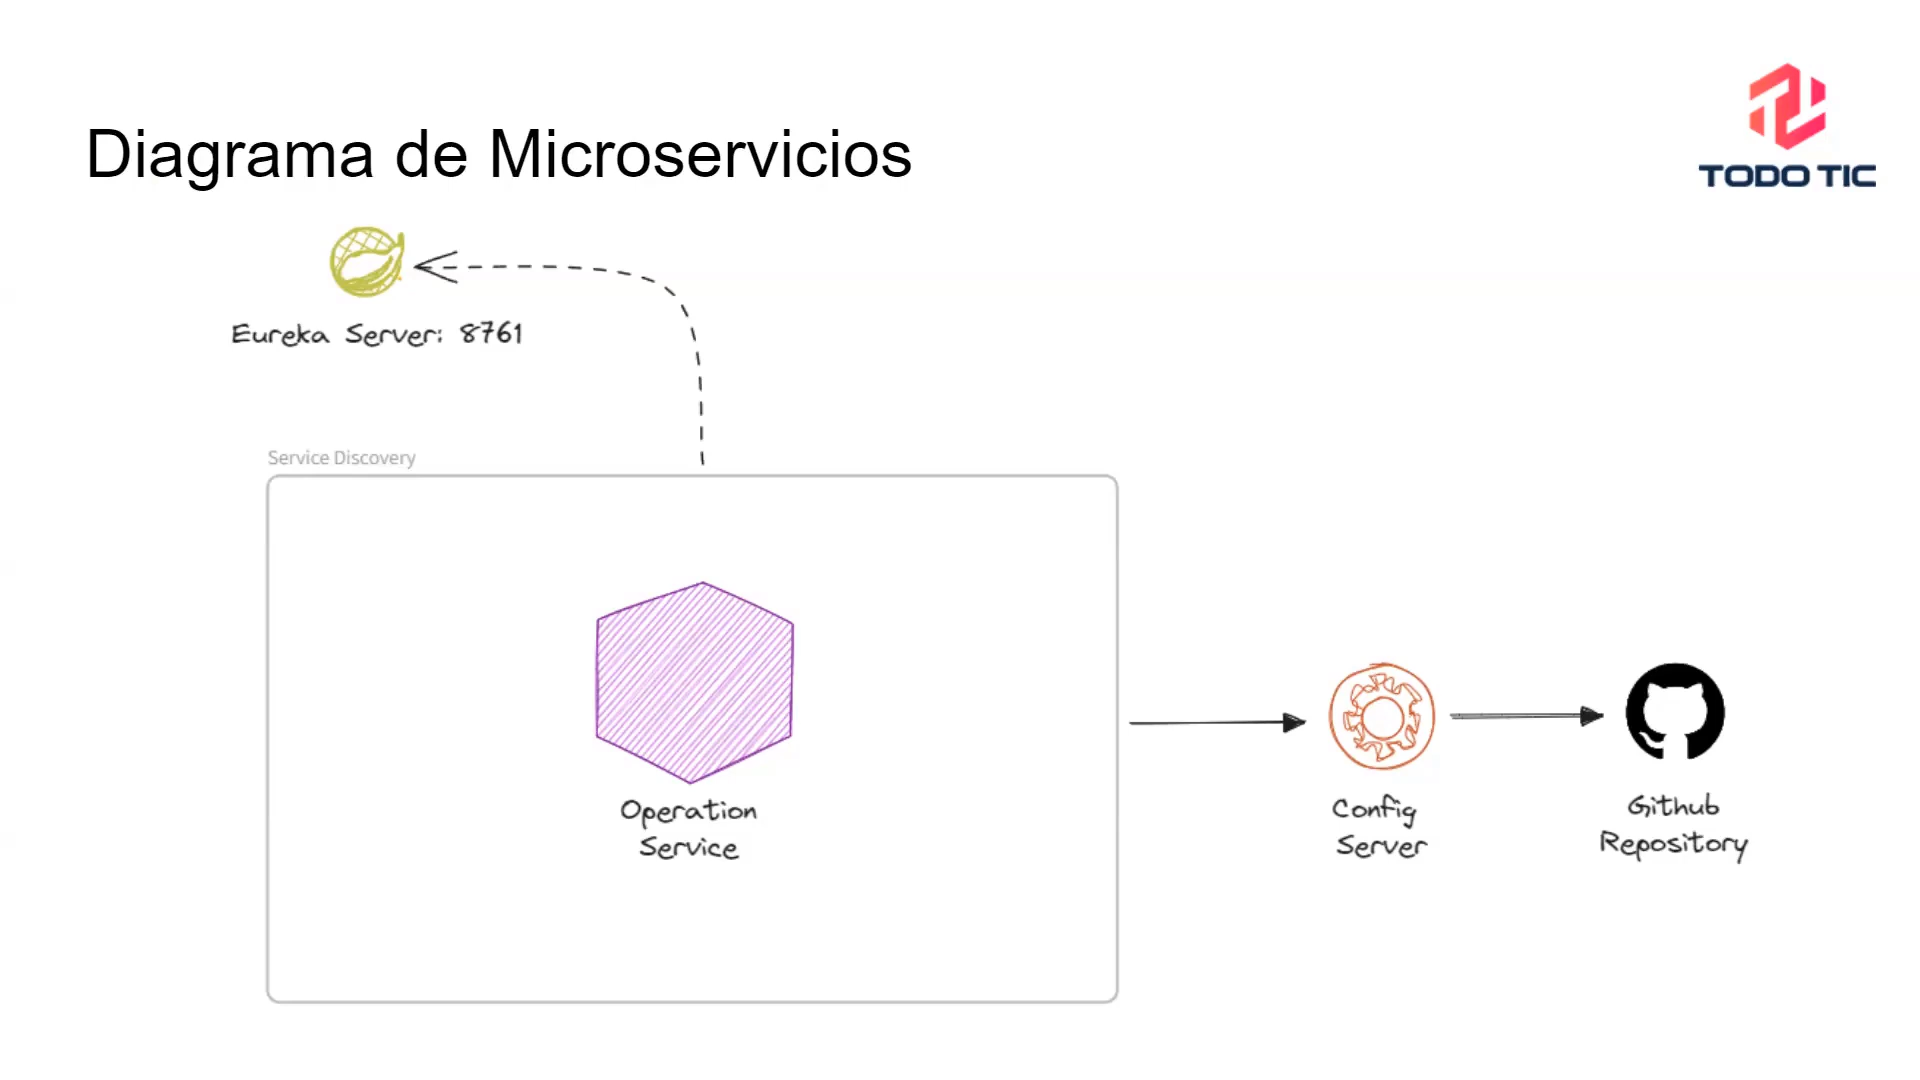 TODO TIC
Diagrama de Microservicios
Eureka Server: 8761
Service Discovery
Operation
Service
Config
Server
Github
Repository